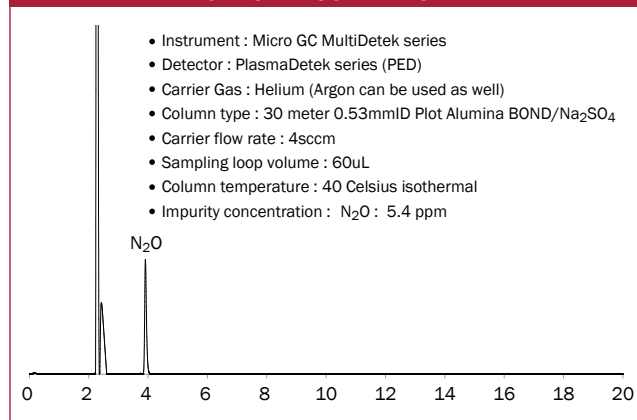 • Instrument : Micro GC MultiDetek series
• Detector : PlasmaDetek series (PED)
• Carrier Gas : Helium (Argon can be used as well)
• Column type : 30 meter 0.53mmID Plot Alumina BOND/Na₂SO₄
• Carrier flow rate : 4sccm
• Sampling loop volume : 60uL
• Column temperature : 40 Celsius isothermal
• Impurity concentration : N₂O : 5.4 ppm
N₂O
0 2 4 6 8 10 12 14 16 18 20